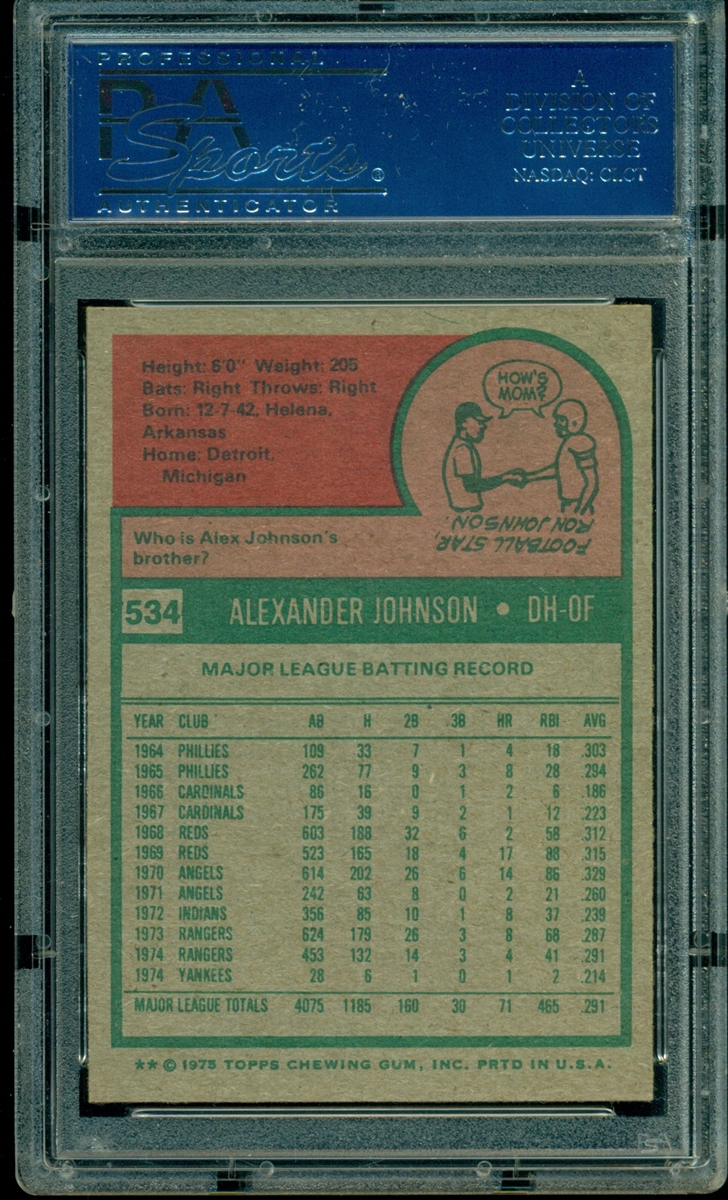 PROFESSIONAL
PSA
Sports®
AUTHENTICATOR
A
DIVISION OF
COLLECTORS
UNIVERSE
NASDAQ: CLCT
Height: 6'0" Weight: 205
Bats: Right Throws: Right
Born: 12-7-42, Helena,
Arkansas
Home: Detroit,
Michigan
HOW'S
MOM?
FOOTBALL STAR,
RON JOHNSON.
Who is Alex Johnson's
brother?
534 ALEXANDER JOHNSON • DH-OF
MAJOR LEAGUE BATTING RECORD
YEAR CLUB AB H 2B 3B HR RBI AVG
1964 PHILLIES 109 33 7 1 4 18 .303
1965 PHILLIES 262 77 9 3 8 28 .294
1966 CARDINALS 86 16 0 1 2 6 .186
1967 CARDINALS 175 39 9 2 1 12 .223
1968 REDS 603 188 32 6 2 58 .312
1969 REDS 523 165 18 4 17 88 .315
1970 ANGELS 614 202 26 6 14 86 .329
1971 ANGELS 242 63 8 0 2 21 .260
1972 INDIANS 356 85 10 1 8 37 .239
1973 RANGERS 624 179 26 3 8 68 .287
1974 RANGERS 453 132 14 3 4 41 .291
1974 YANKEES 28 6 1 0 1 2 .214
MAJOR LEAGUE TOTALS 4075 1185 160 30 71 465 .291
** © 1975 TOPPS CHEWING GUM, INC. PRTD IN U.S.A.